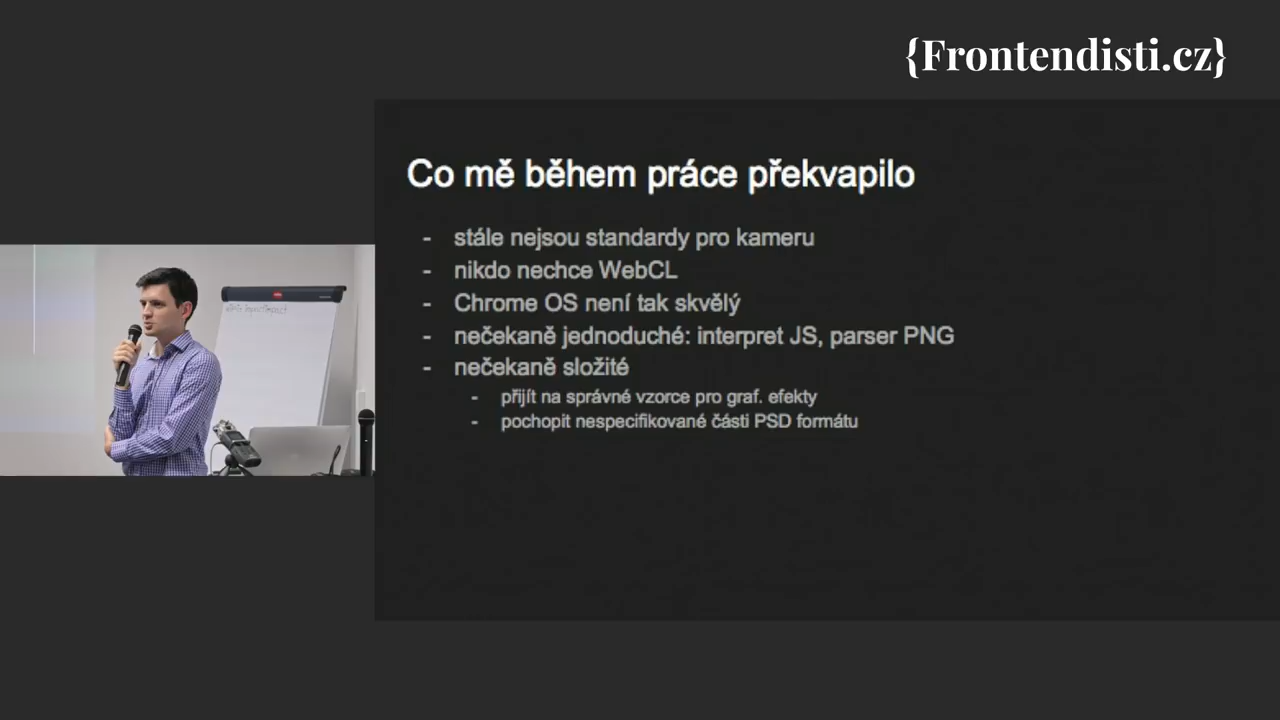 {Frontendisti.cz}
Co mě během práce překvapilo
- stále nejsou standardy pro kameru
- nikdo nechce WebCL
- Chrome OS není tak skvělý
- nečekaně jednoduché: interpret JS, parser PNG
- nečekaně složité
- přijít na správné vzorce pro graf. efekty
- pochopit nespecifikované části PSD formátu